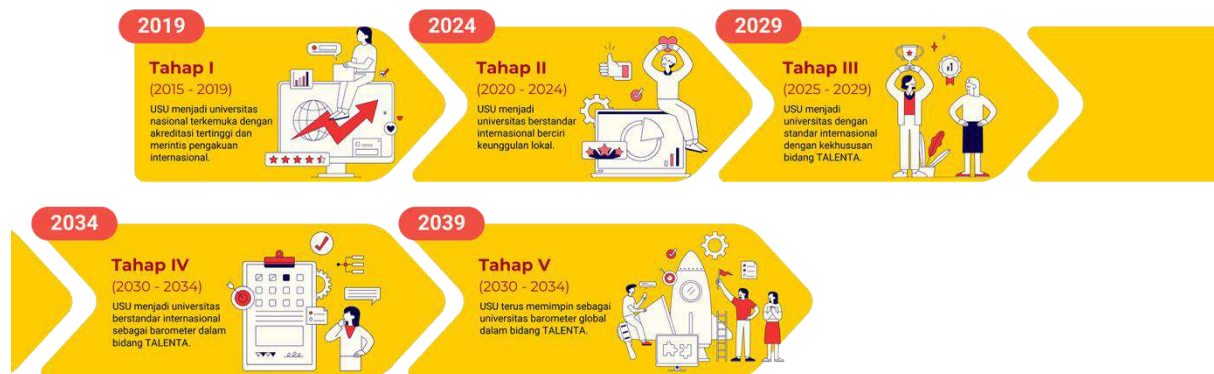 2019
Tahap I
(2015 - 2019)
USU menjadi universitas
nasional terkemuka dengan
akreditasi tertinggi dan
merintis pengakuan
internasional.
2024
Tahap II
(2020 - 2024)
USU menjadi
universitas berstandar
internasional berciri
keunggulan lokal.
2029
Tahap III
(2025 - 2029)
USU menjadi
universitas dengan
standar internasional
dengan kekhususan
bidang TALENTA.
2034
Tahap IV
(2030 - 2034)
USU menjadi universitas
berstandar internasional
sebagai barometer dalam
bidang TALENTA.
2039
Tahap V
(2030 - 2034)
USU terus memimpin sebagai
universitas barometer global
dalam bidang TALENTA.